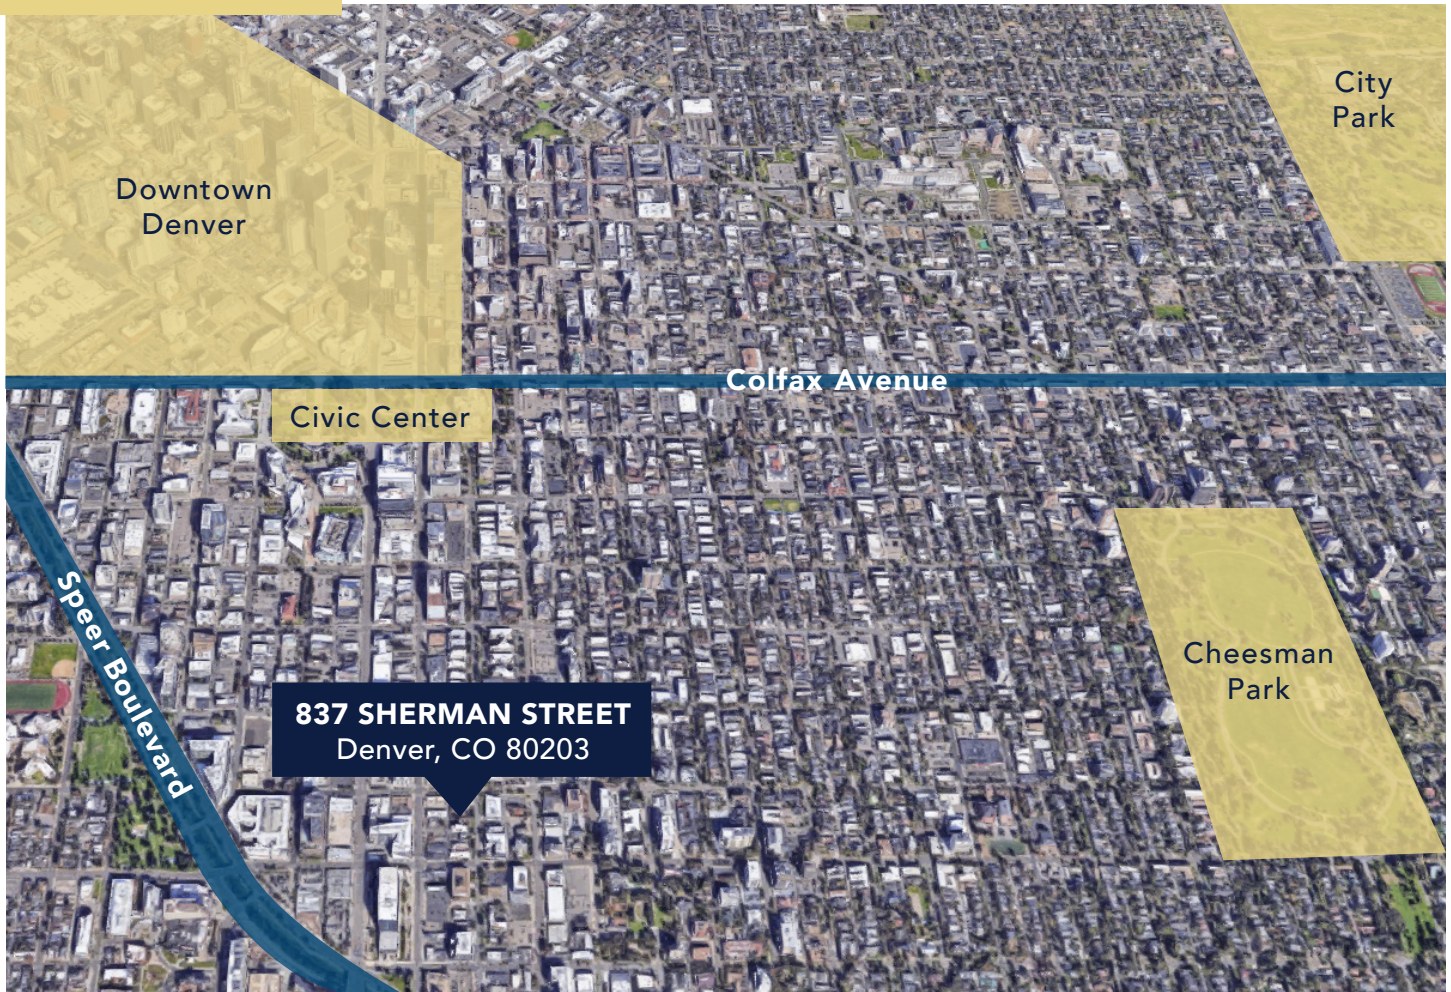 City
Park
Downtown
Denver
Colfax Avenue
Civic Center
Speer Boulevard
Cheesman
Park
837 SHERMAN STREET
Denver, CO 80203